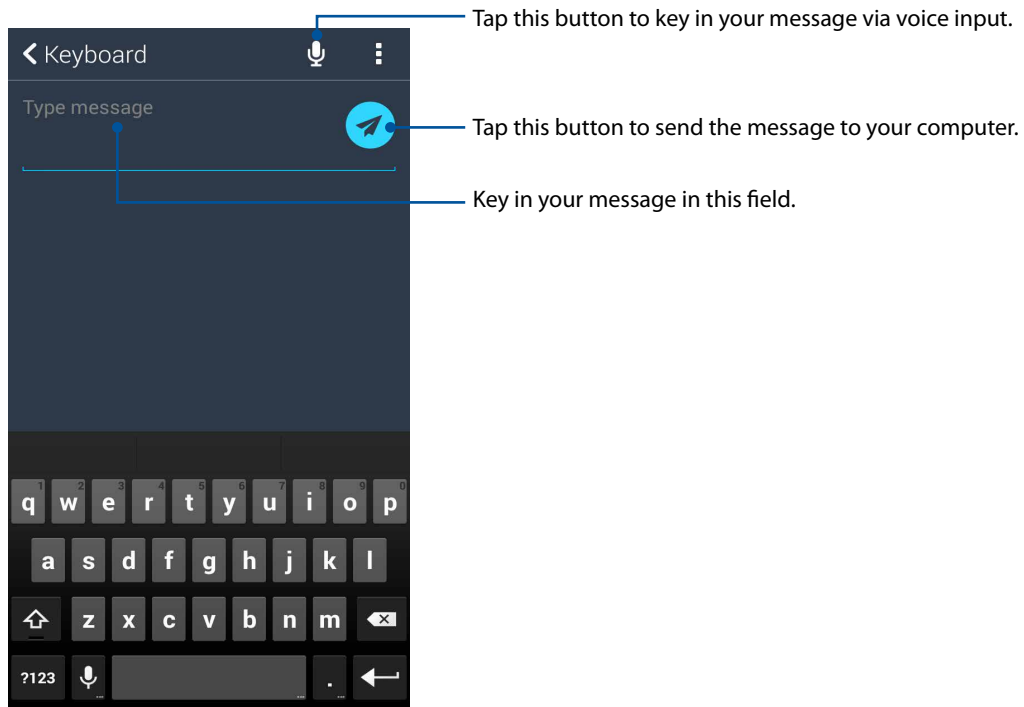 Tap this button to key in your message via voice input.
Keyboard
Type message
Tap this button to send the message to your computer.
Key in your message in this field.
1 2 3 4 5 6 7 8 9 0
q w e r t y u i o p
a s d f g h j k l
z x c v b n m
?123 .